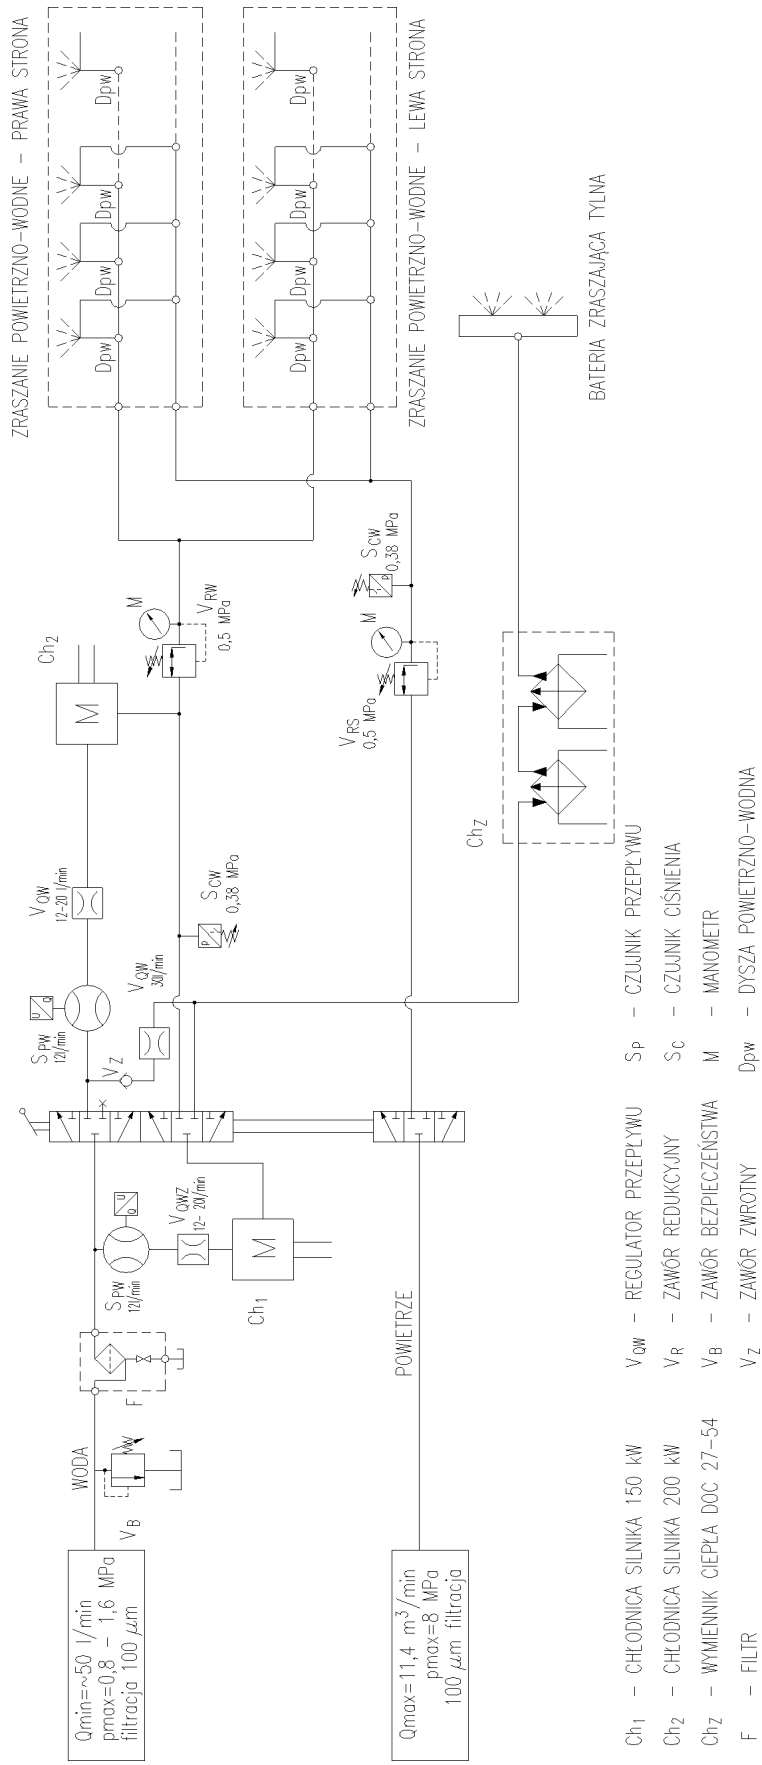 ZRASZANIE POWIETRZNO-WODNE - PRAWA STRONA
Dpw
Dpw
Dpw
Dpw
ZRASZANIE POWIETRZNO-WODNE - LEWA STRONA
Dpw
Dpw
Dpw
Dpw
BATERIA ZRASZAJĄCA TYLNA
Ch2
M
M
VRW
0,5 MPa
SCW
0,38 MPa
M
VRS
0,5 MPa
ChZ
VQW
12-20 l/min
SPW
12l/min
U
Q
VZ
VQW
30l/min
SCW
0,38 MPa
p
p
SPW
12l/min
U
Q
VQWZ
12- 20l/min
M
Ch1
F
WODA
VB
POWIETRZE
Qmin=~50 l/min
pmax=0,8 - 1,6 MPa
filtracja 100 µm
Qmax=11,4 m³/min
pmax=8 MPa
100 µm filtracja
Ch1 - CHŁODNICA SILNIKA 150 kW
Ch2 - CHŁODNICA SILNIKA 200 kW
ChZ - WYMIENNIK CIEPŁA DOC 27-54
F - FILTR
VQW - REGULATOR PRZEPŁYWU
VR - ZAWÓR REDUKCYJNY
VB - ZAWÓR BEZPIECZEŃSTWA
VZ - ZAWÓR ZWROTNY
SP - CZUJNIK PRZEPŁYWU
SC - CZUJNIK CIŚNIENIA
M - MANOMETR
Dpw - DYSZA POWIETRZNO-WODNA